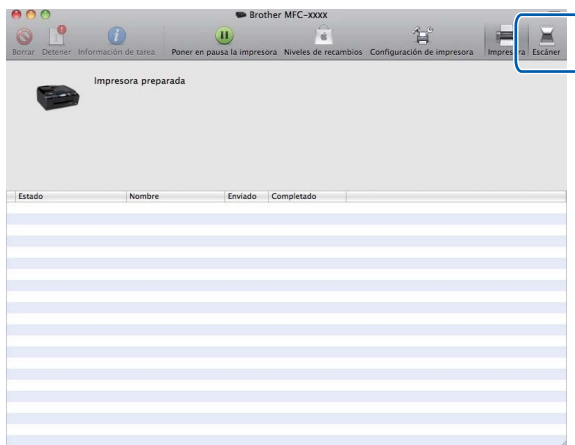 Brother MFC-xxxx
Borrar Detener Información de tarea Poner en pausa la impresora Niveles de recambios Configuración de impresora Impresora Escáner
Impresora preparada
Estado Nombre Enviado Completado